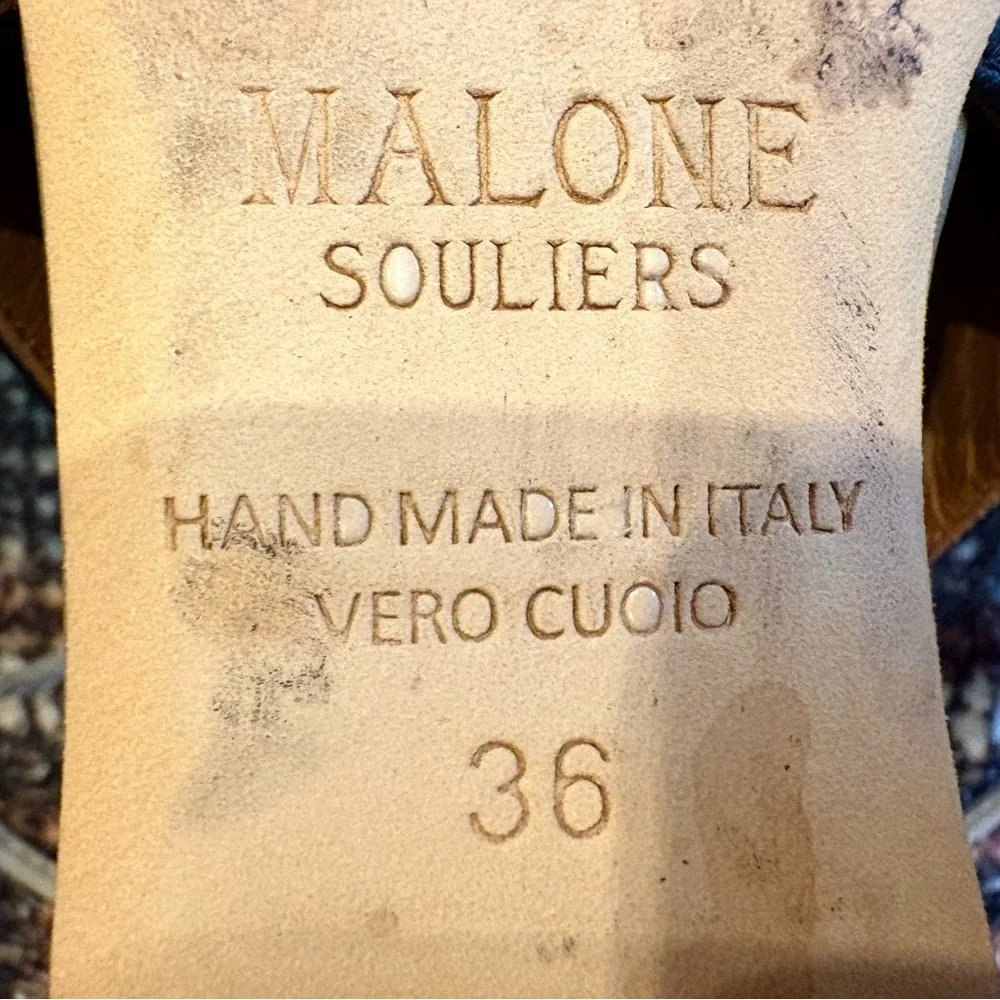 MALONE
SOULIERS
HAND MADE IN ITALY
VERO CUOIO
36